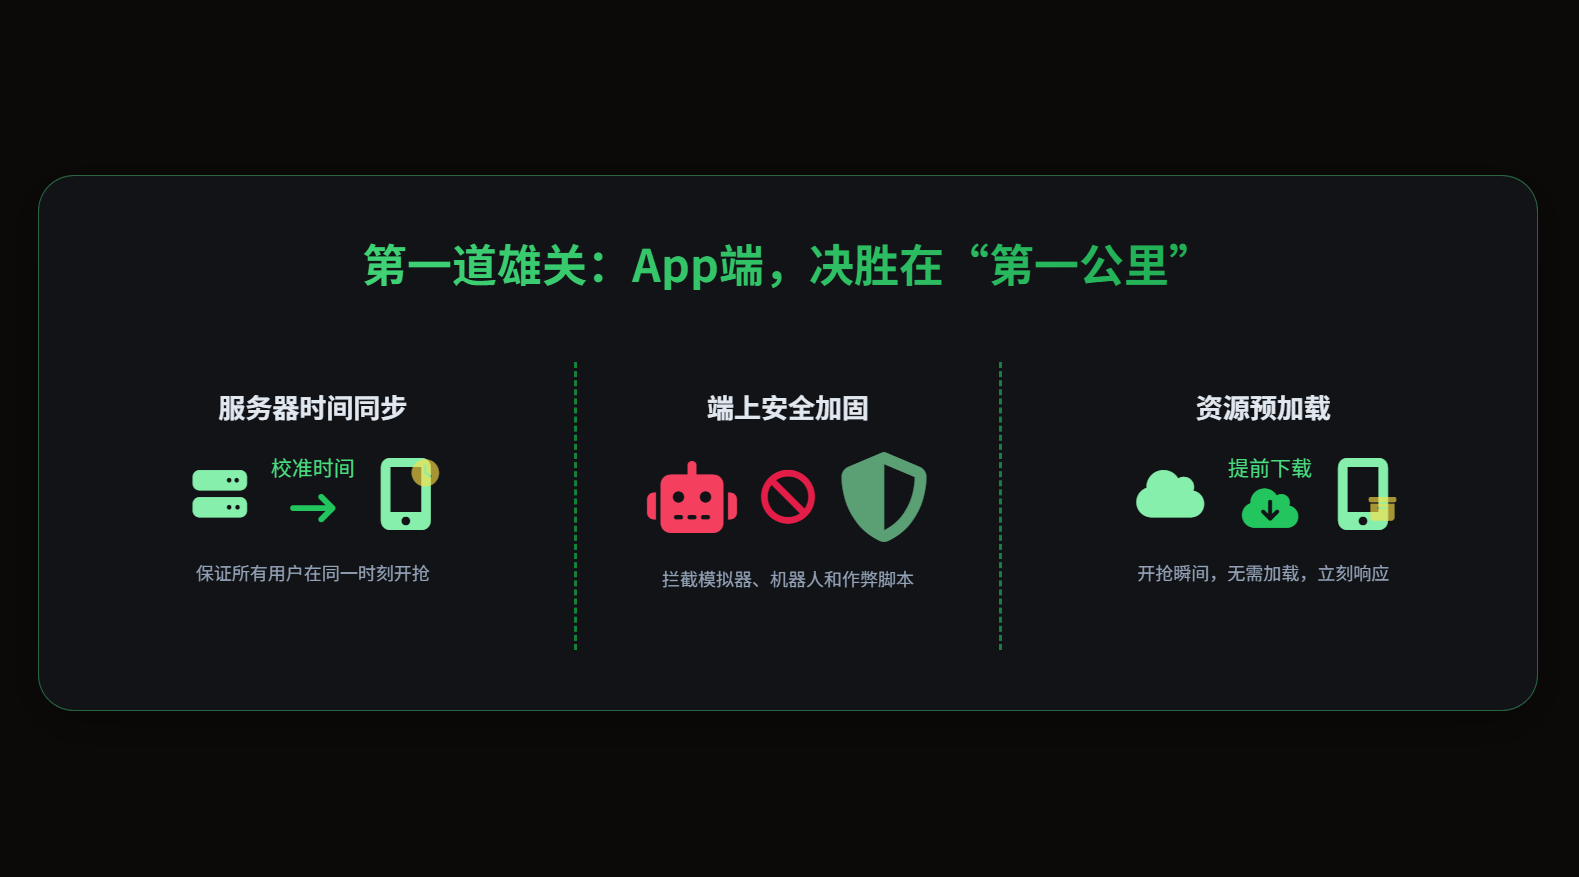 第一道雄关：App端，决胜在“第一公里”
服务器时间同步
校准时间
保证所有用户在同一时刻开抢
端上安全加固
拦截模拟器、机器人和作弊脚本
资源预加载
提前下载
开抢瞬间，无需加载，立刻响应